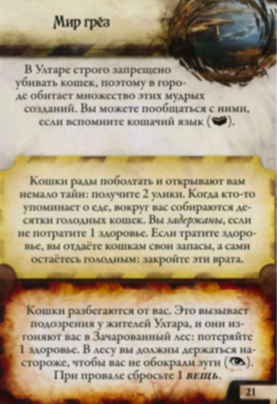 Мир грёз
В Ултаре строго запрещено
убивать кошек, поэтому в горо-
де обитает множество этих мудрых
созданий. Вы можете пообщаться с ними,
если вспомните кошачий язык ( ).
Кошки рады поболтать и открывают вам
немало тайн: получите 2 улики. Когда кто-то
упоминает о еде, вокруг вас собираются де-
сятки голодных кошек. Вы задержаны, если
не потратите 1 здоровье. Если тратите здоро-
вье, вы отдаёте кошкам свои запасы, а сами
остаётесь голодным: закройте эти врата.
Кошки разбегаются от вас. Это вызывает
подозрения у жителей Ултара, и они из-
гоняют вас в Зачарованный лес: потеряйте
1 здоровье. В лесу вы должны держаться на-
стороже, чтобы вас не обокрали зуги ( ).
При провале сбросьте 1 ВЕЩЬ.
21